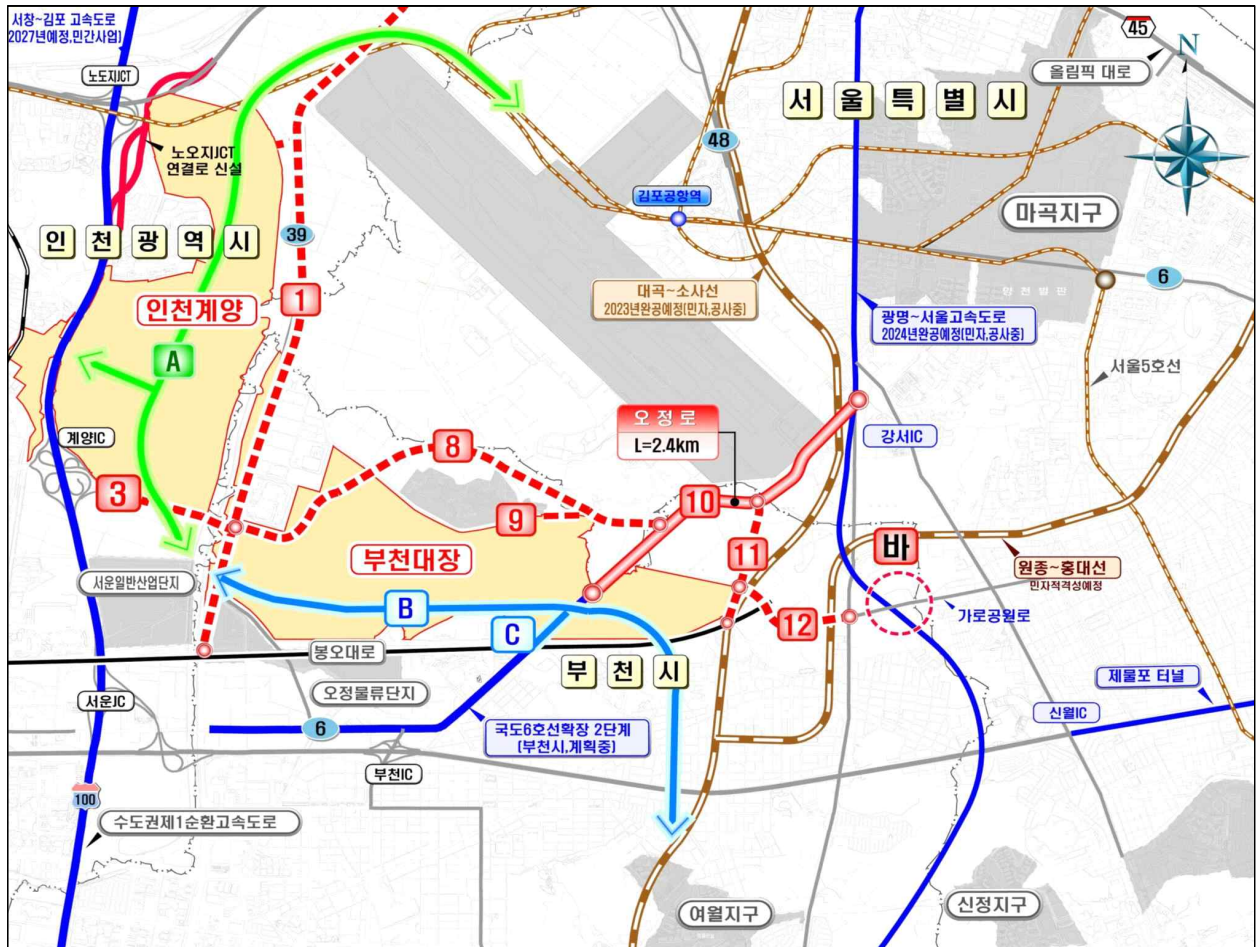 서창~김포 고속도로
2027년예정,민간사업]
노도지JCT
노오지JCT
연결로 신설
인천광역시
39
1
인천계양
A
계양IC
3
8
9
부천대장
서운일반산업단지
B
C
봉오대로
오정물류단지
서운JC
6
부천IC
100
수도권제1순환고속도로
국도6호선확장 2단계
(부천시,계획중)
부천시
45
N
올림픽 대로
서울특별시
48
김포공항역
마곡지구
6
대곡~소사선
2023년완공예정(민자,공사중)
광명~서울고속도로
2024년완공예정(민자,공사중)
서울5호선
오정로
L=2.4km
강서IC
10
11
12
바
원종~홍대선
민자적격성예정
가로공원로
제물포 터널
신월IC
여월지구
신정지구